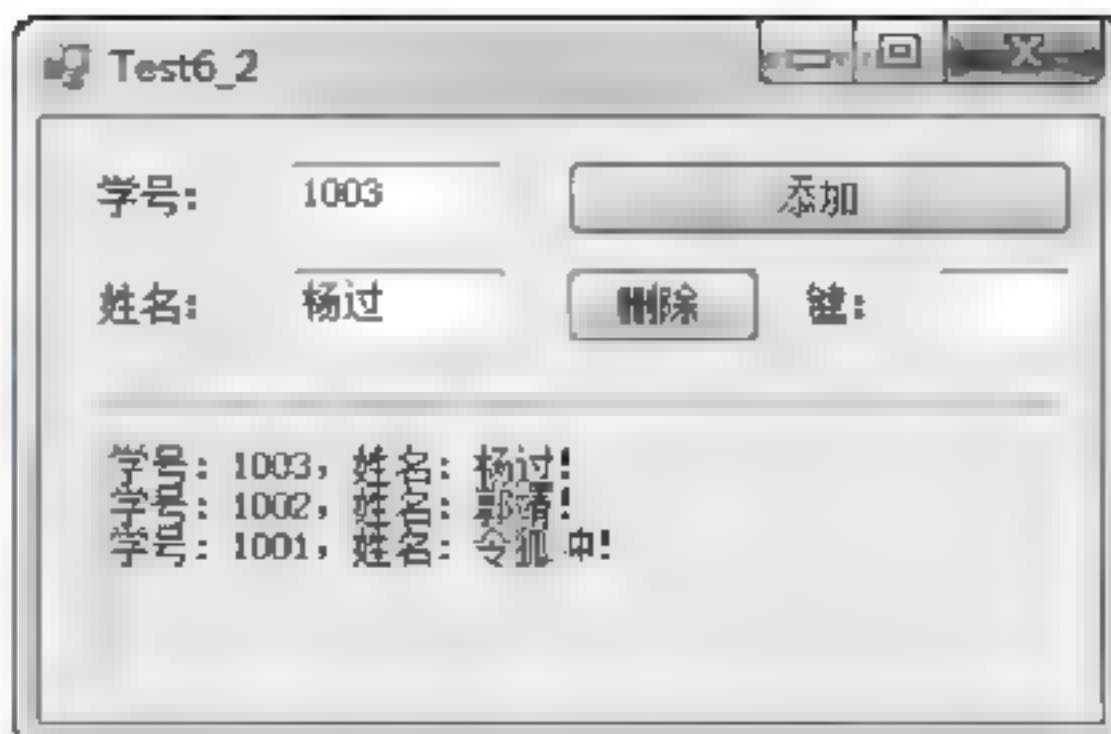 Test6_2
学号: 1003 添加
姓名: 杨过 删除 键:
学号: 1003, 姓名: 杨过!
学号: 1002, 姓名: 郭靖!
学号: 1001, 姓名: 令狐冲!